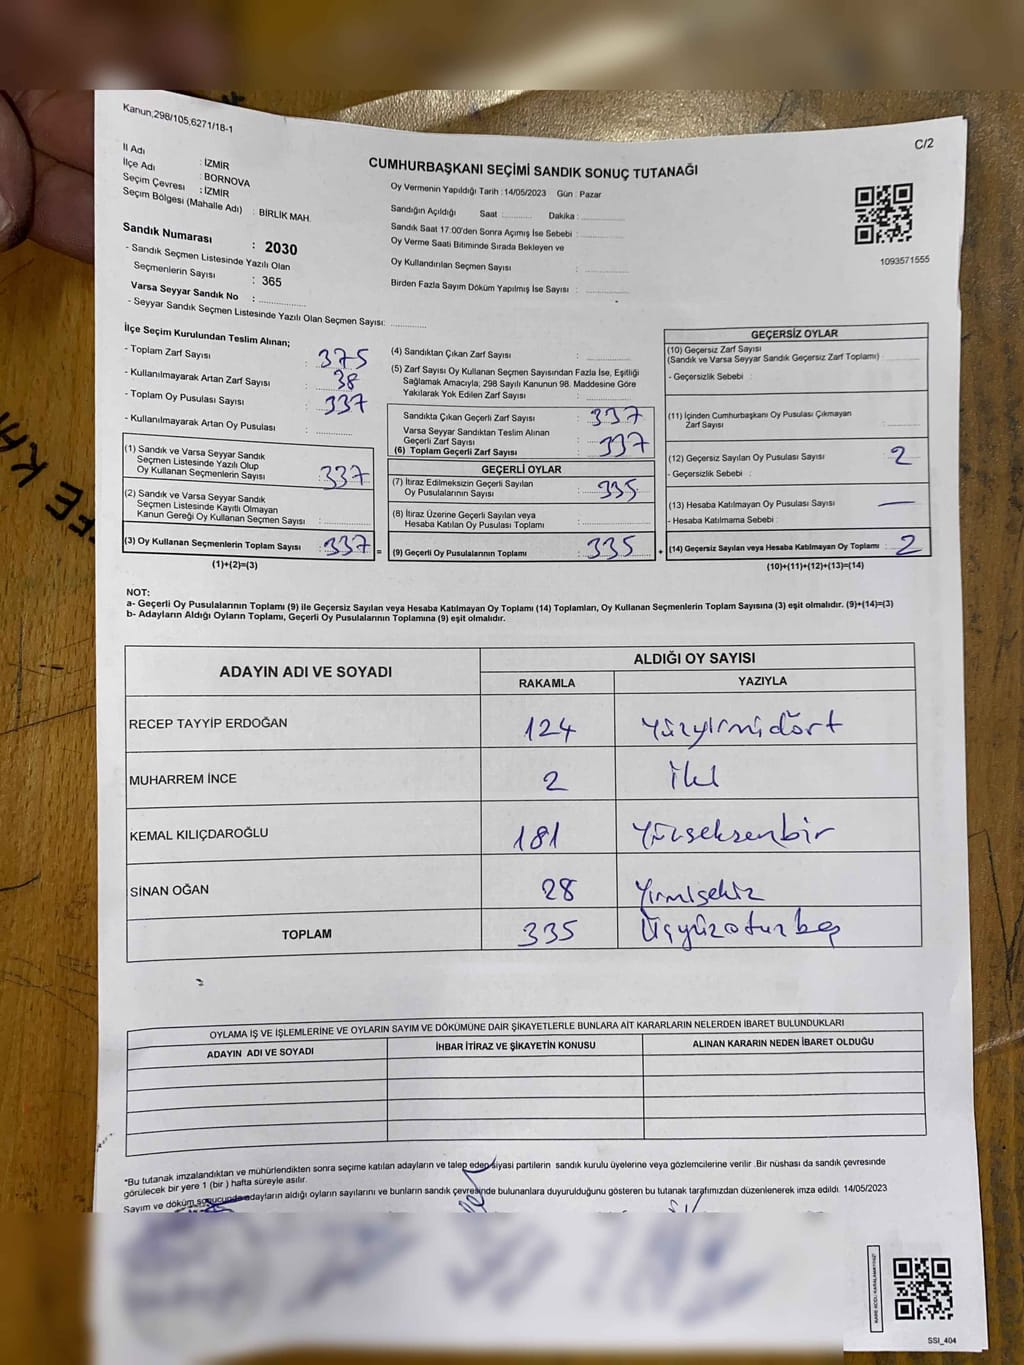 Kanun;298/105,6271/18-1
C/2
İl Adı : İZMİR
İlçe Adı : BORNOVA
Seçim Çevresi : İZMİR
Seçim Bölgesi (Mahalle Adı) : BİRLİK MAH.
CUMHURBAŞKANI SEÇİMİ SANDIK SONUÇ TUTANAĞI
Oy Vermenin Yapıldığı Tarih : 14/05/2023 Gün : Pazar
Sandığın Açıldığı Saat .......... Dakika : ..............
Sandık Saat 17:00'den Sonra Açımış İse Sebebi : ..............
Oy Verme Saati Bitiminde Sırada Bekleyen ve
Oy Kullandırılan Seçmen Sayısı : ..............
Birden Fazla Sayım Döküm Yapılmış İse Sayısı : ..............
1093571555
Sandık Numarası : 2030
- Sandık Seçmen Listesinde Yazılı Olan
Seçmenlerin Sayısı : 365
Varsa Seyyar Sandık No : ..............
- Seyyar Sandık Seçmen Listesinde Yazılı Olan Seçmen Sayısı: ..............
İlçe Seçim Kurulundan Teslim Alınan;
- Toplam Zarf Sayısı : 375
- Kullanılmayarak Artan Zarf Sayısı : 38
- Toplam Oy Pusulası Sayısı : 337
- Kullanılmayarak Artan Oy Pusulası : ..............
(1) Sandık ve Varsa Seyyar Sandık
Seçmen Listesinde Yazılı Olup
Oy Kullanan Seçmenlerin Sayısı : 337
(2) Sandık ve Varsa Seyyar Sandık
Seçmen Listesinde Kayıtlı Olmayan
Kanun Gereği Oy Kullanan Seçmen Sayısı : ..............
(3) Oy Kullanan Seçmenlerin Toplam Sayısı : 337 =
(1)+(2)=(3)
(4) Sandıktan Çıkan Zarf Sayısı : ..............
(5) Zarf Sayısı Oy Kullanan Seçmen Sayısından Fazla İse, Eşitliği
Sağlamak Amacıyla; 298 Sayılı Kanunun 98. Maddesine Göre
Yakılarak Yok Edilen Zarf Sayısı : ..............
Sandıkta Çıkan Geçerli Zarf Sayısı : 337
Varsa Seyyar Sandıktan Teslim Alınan
Geçerli Zarf Sayısı
(6) Toplam Geçerli Zarf Sayısı : 337
GEÇERLİ OYLAR
(7) İtiraz Edilmeksizin Geçerli Sayılan
Oy Pusulalarının Sayısı : 335
(8) İtiraz Üzerine Geçerli Sayılan veya
Hesaba Katılan Oy Pusulası Toplamı : ..............
(9) Geçerli Oy Pusulalarının Toplamı : 335 +
GEÇERSİZ OYLAR
(10) Geçersiz Zarf Sayısı
(Sandık ve Varsa Seyyar Sandık Geçersiz Zarf Toplamı) : ..............
- Geçersizlik Sebebi :
(11) İçinden Cumhurbaşkanı Oy Pusulası Çıkmayan
Zarf Sayısı : ..............
(12) Geçersiz Sayılan Oy Pusulası Sayısı : 2
- Geçersizlik Sebebi :
(13) Hesaba Katılmayan Oy Pusulası Sayısı —
- Hesaba Katılmama Sebebi :
(14) Geçersiz Sayılan veya Hesaba Katılmayan Oy Toplamı : 2
(10)+(11)+(12)+(13)=(14)
NOT:
a- Geçerli Oy Pusulalarının Toplamı (9) ile Geçersiz Sayılan veya Hesaba Katılmayan Oy Toplamı (14) Toplamları, Oy Kullanan Seçmenlerin Toplam Sayısına (3) eşit olmalıdır. (9)+(14)=(3)
b- Adayların Aldığı Oyların Toplamı, Geçerli Oy Pusulalarının Toplamına (9) eşit olmalıdır.
ADAYIN ADI VE SOYADI ALDIĞI OY SAYISI
RAKAMLA YAZIYLA
RECEP TAYYİP ERDOĞAN 124 Yüzyirmidört
MUHARREM İNCE 2 İki
KEMAL KILIÇDAROĞLU 181 Yüzseksenbir
SİNAN OĞAN 28 Yirmisekiz
TOPLAM 335 Üçyüzotuzbeş
OYLAMA İŞ VE İŞLEMLERİNE VE OYLARIN SAYIM VE DÖKÜMÜNE DAİR ŞİKAYETLERLE BUNLARA AİT KARARLARIN NELERDEN İBARET BULUNDUKLARI
ADAYIN ADI VE SOYADI İHBAR İTİRAZ VE ŞİKAYETİN KONUSU ALINAN KARARIN NEDEN İBARET OLDUĞU
*Bu tutanak imzalandıktan ve mühürlendikten sonra seçime katılan adayların ve talep eden siyasi partilerin sandık kurulu üyelerine veya gözlemcilerine verilir .Bir nüshası da sandık çevresinde
görülecek bir yere 1 (bir ) hafta süreyle asılır.
Sayım ve döküm sonucunda adayların aldığı oyların sayılarını ve bunların sandık çevresinde bulunanlara duyurulduğunu gösteren bu tutanak tarafımızdan düzenlenerek imza edildi. 14/05/2023
SSI_404